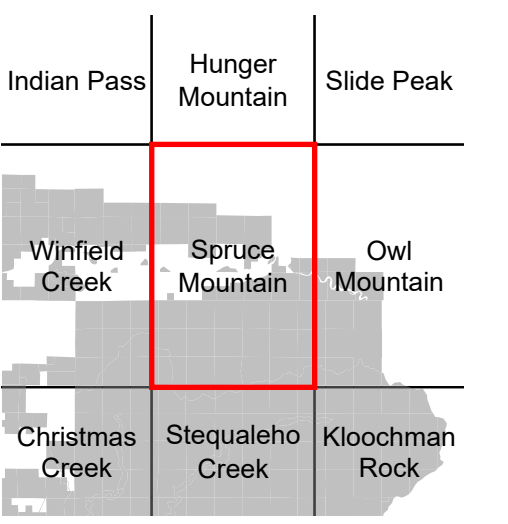 Indian Pass
Hunger
Mountain
Slide Peak
Winfield
Creek
Spruce
Mountain
Owl
Mountain
Christmas
Creek
Stequaleho
Creek
Kloochman
Rock